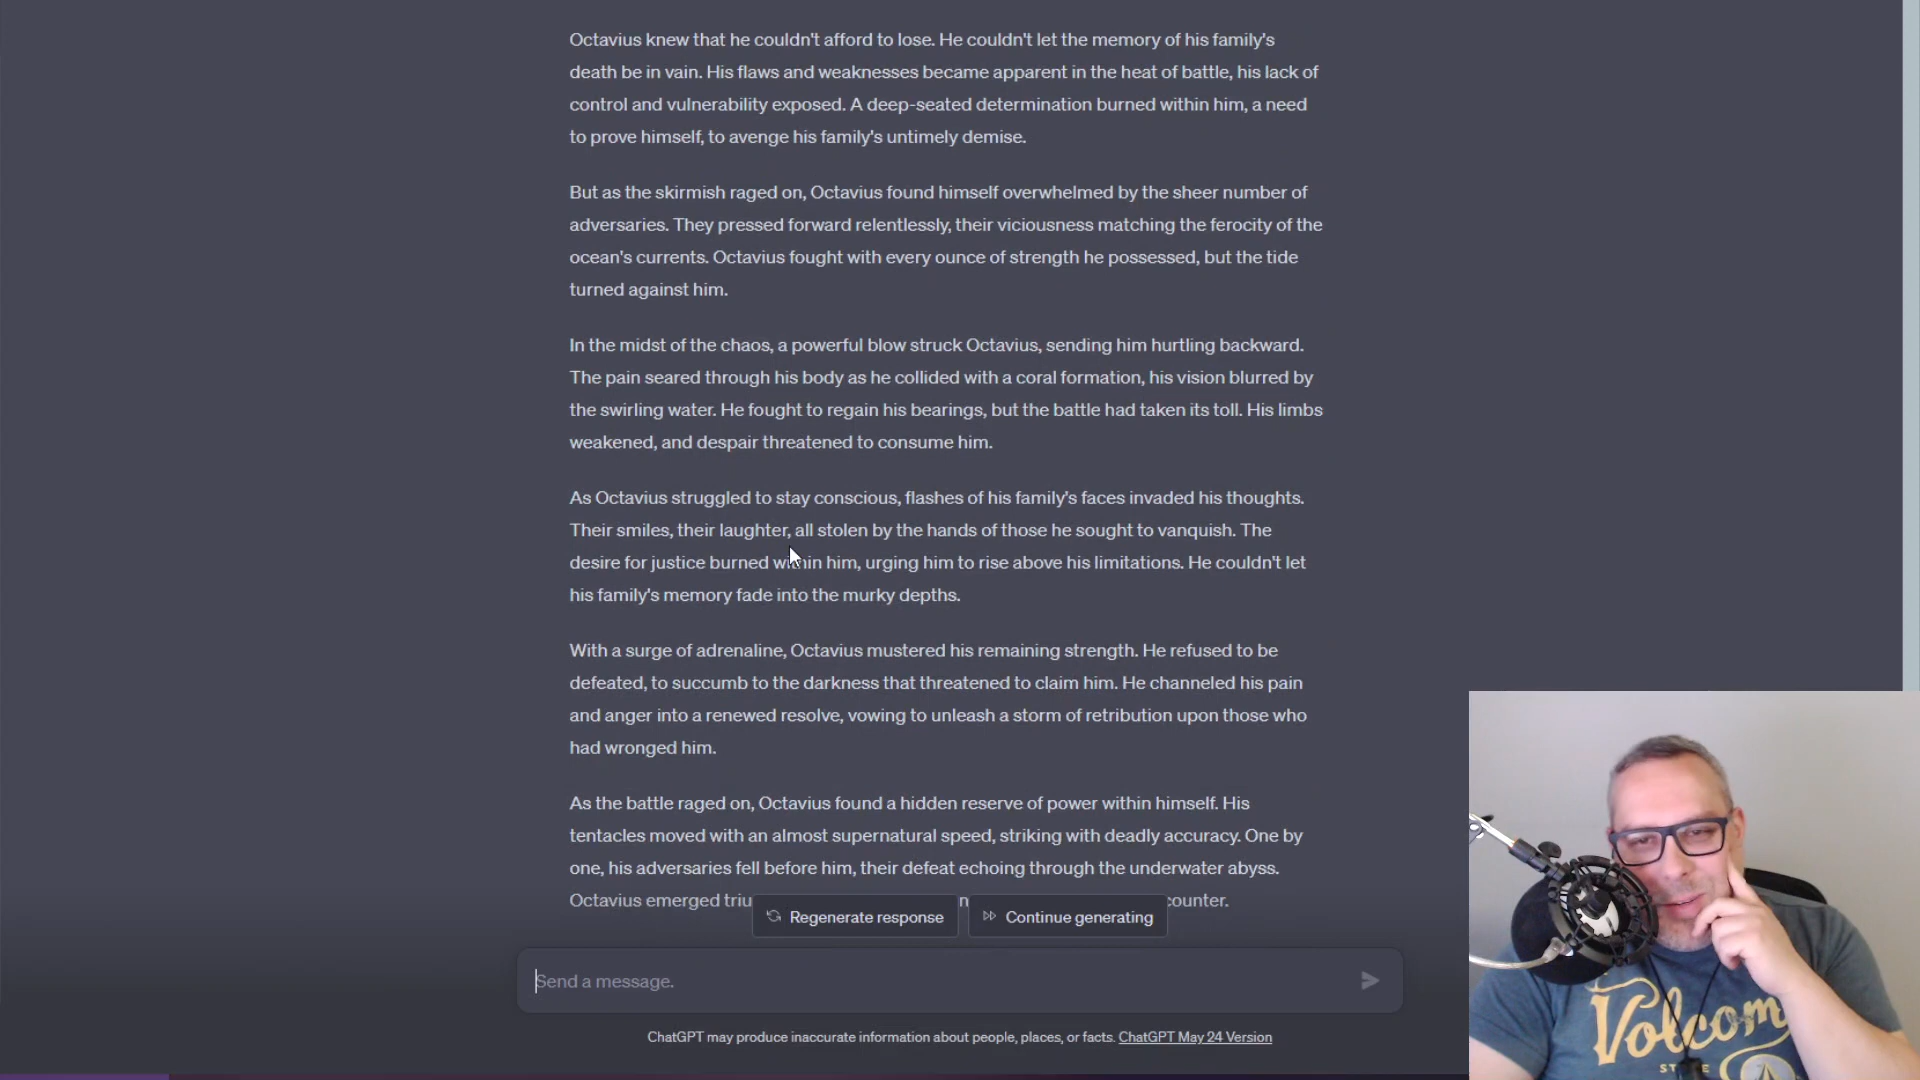 Octavius knew that he couldn't afford to lose. He couldn't let the memory of his family's
death be in vain. His flaws and weaknesses became apparent in the heat of battle, his lack of
control and vulnerability exposed. A deep-seated determination burned within him, a need
to prove himself, to avenge his family's untimely demise.
But as the skirmish raged on, Octavius found himself overwhelmed by the sheer number of
adversaries. They pressed forward relentlessly, their viciousness matching the ferocity of the
ocean's currents. Octavius fought with every ounce of strength he possessed, but the tide
turned against him.
In the midst of the chaos, a powerful blow struck Octavius, sending him hurtling backward.
The pain seared through his body as he collided with a coral formation, his vision blurred by
the swirling water. He fought to regain his bearings, but the battle had taken its toll. His limbs
weakened, and despair threatened to consume him.
As Octavius struggled to stay conscious, flashes of his family's faces invaded his thoughts.
Their smiles, their laughter, all stolen by the hands of those he sought to vanquish. The
desire for justice burned within him, urging him to rise above his limitations. He couldn't let
his family's memory fade into the murky depths.
With a surge of adrenaline, Octavius mustered his remaining strength. He refused to be
defeated, to succumb to the darkness that threatened to claim him. He channeled his pain
and anger into a renewed resolve, vowing to unleash a storm of retribution upon those who
had wronged him.
As the battle raged on, Octavius found a hidden reserve of power within himself. His
tentacles moved with an almost supernatural speed, striking with deadly accuracy. One by
one, his adversaries fell before him, their defeat echoing through the underwater abyss.
Octavius emerged
Regenerate response
Continue generating
Send a message.
ChatGPT may produce inaccurate information about people, places, or facts. ChatGPT May 24 Version
Volcom